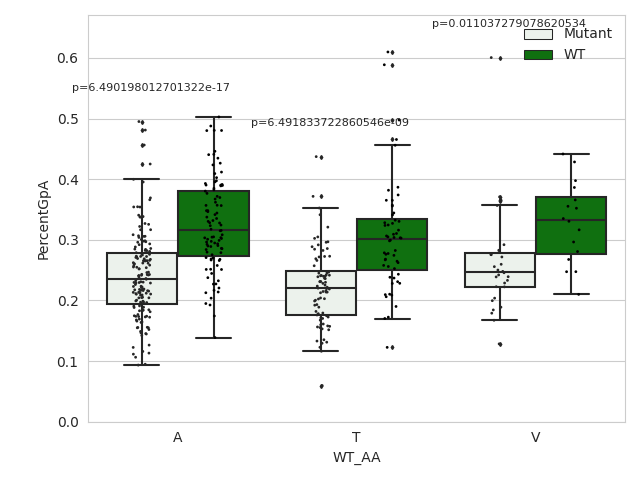 p=0.011037279078620534
Mutant
WT
p=6.490198012701322e-17
p=6.491833722860546e-09
0.6
0.5
0.4
0.3
0.2
0.1
0.0
PercentGpA
A T V
WT_AA